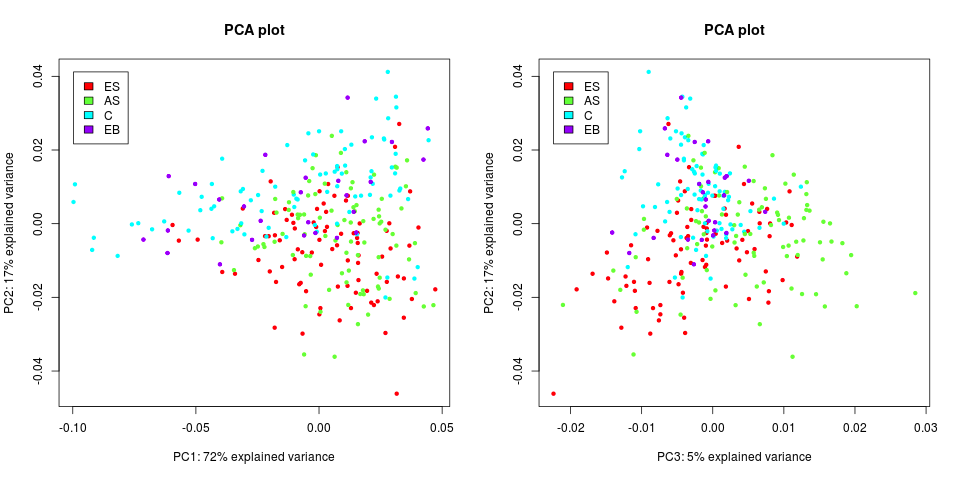 PCA plot
ES
AS
C
EB
0.04
0.02
0.00
-0.02
-0.04
PC2: 17% explained variance
-0.10
-0.05
0.00
0.05
PC1: 72% explained variance
PCA plot
ES
AS
C
EB
0.04
0.02
0.00
-0.02
-0.04
PC2: 17% explained variance
-0.02
-0.01
0.00
0.01
0.02
0.03
PC3: 5% explained variance